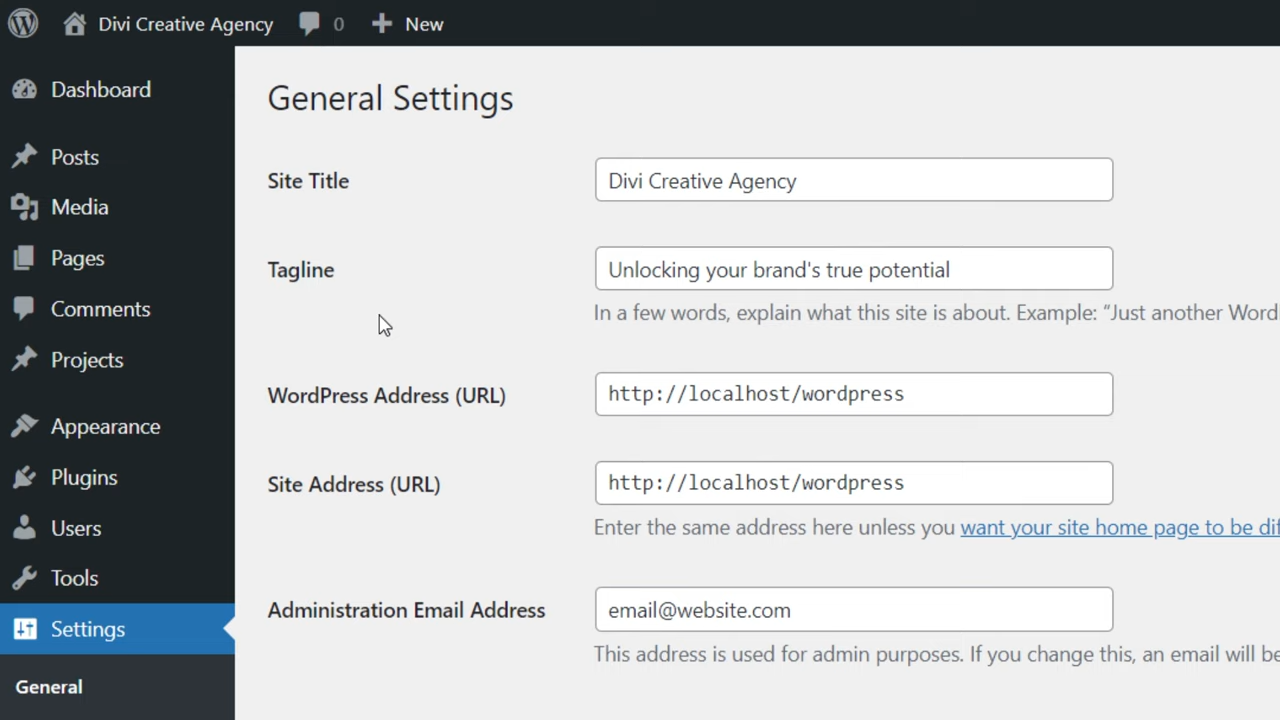 Divi Creative Agency 0 New
Dashboard
Posts
Media
Pages
Comments
Projects
Appearance
Plugins
Users
Tools
Settings
General
General Settings
Site Title Divi Creative Agency
Tagline Unlocking your brand's true potential
In a few words, explain what this site is about. Example: “Just another Word
WordPress Address (URL) http://localhost/wordpress
Site Address (URL) http://localhost/wordpress
Enter the same address here unless you want your site home page to be dif
Administration Email Address email@website.com
This address is used for admin purposes. If you change this, an email will be